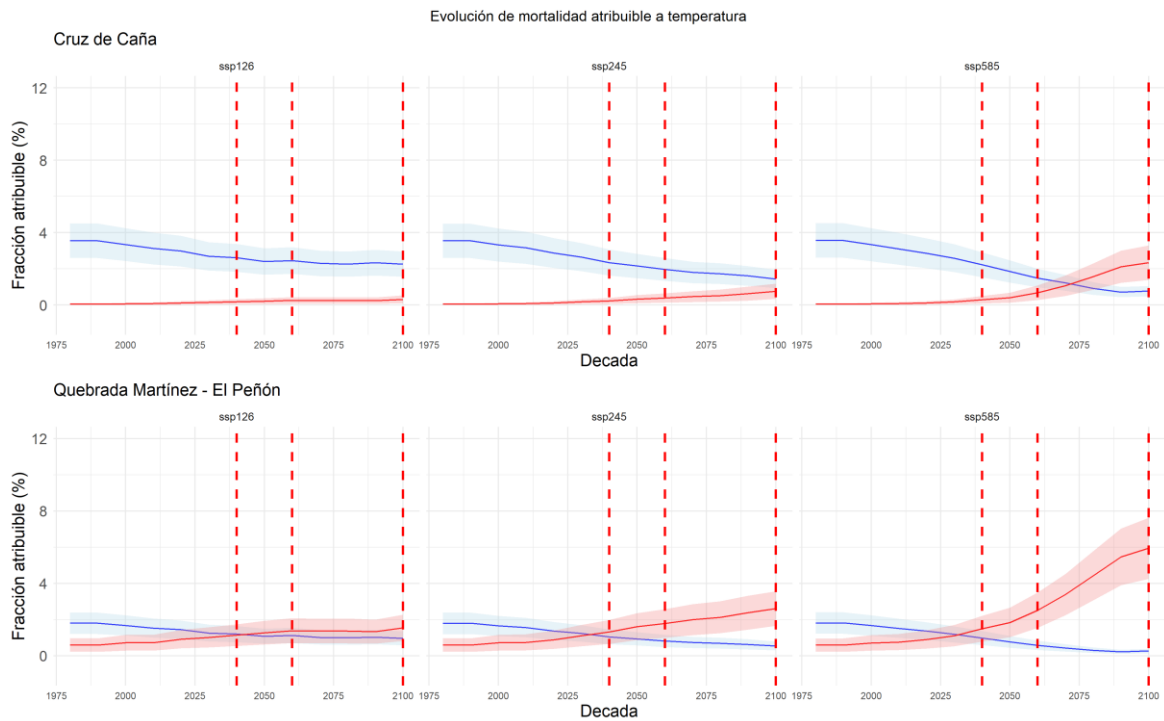 Evolución de mortalidad atribuible a temperatura
Cruz de Caña
ssp126 ssp245 ssp585
Fracción atribuible (%)
12
8
4
0
1975 2000 2025 2050 2075 2100 1975 2000 2025 2050 2075 2100 1975 2000 2025 2050 2075 2100
Decada Decada
Quebrada Martínez - El Peñón
ssp126 ssp245 ssp585
Fracción atribuible (%)
12
8
4
0
1975 2000 2025 2050 2075 2100 1975 2000 2025 2050 2075 2100 1975 2000 2025 2050 2075 2100
Decada